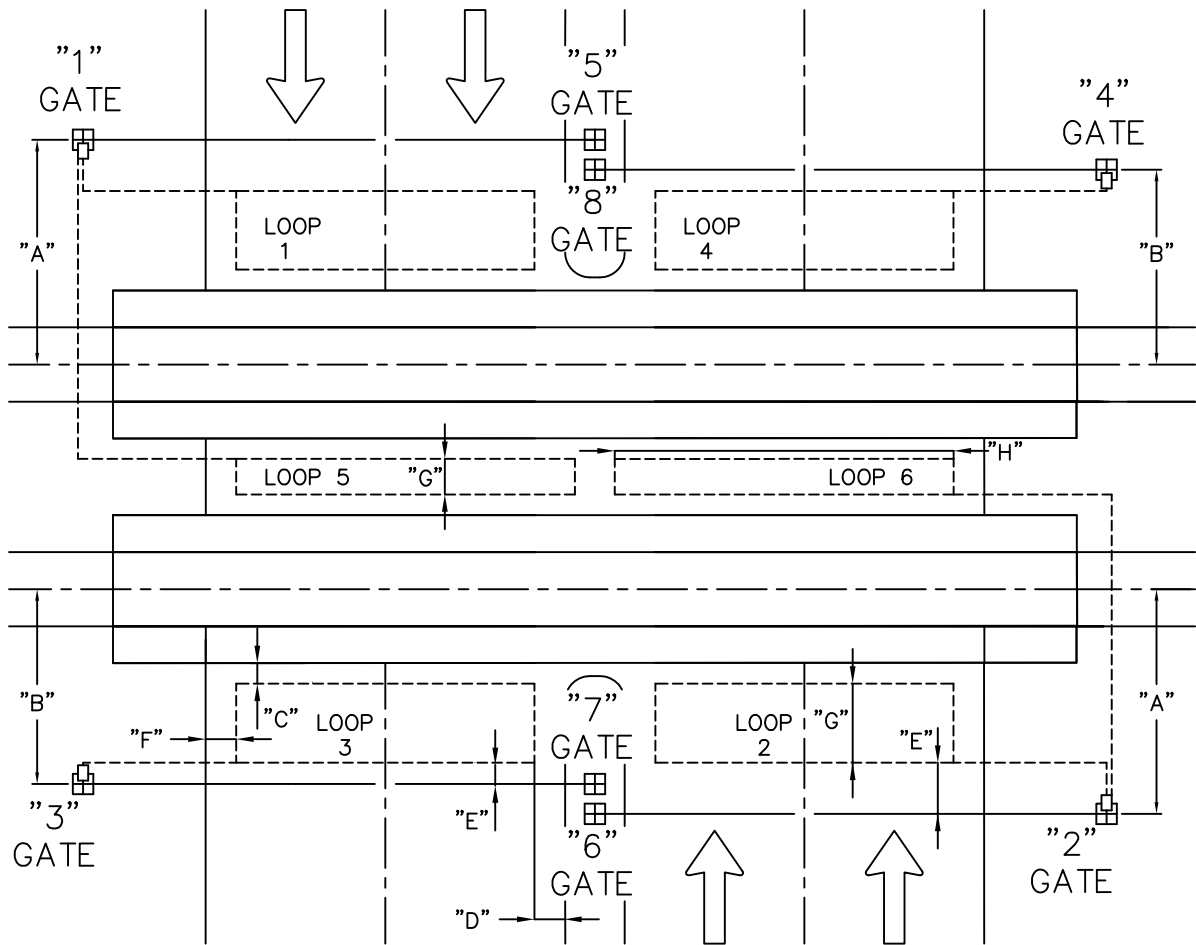 "1"
GATE
"5"
GATE
"4"
GATE
"8"
GATE
LOOP
1
LOOP
4
"A"
"B"
"H"
LOOP 5
"G"
LOOP 6
"B"
"A"
"C"
"F"
LOOP
3
"7"
GATE
LOOP
2
"G"
"E"
"E"
"3"
GATE
"6"
GATE
"2"
GATE
"D"